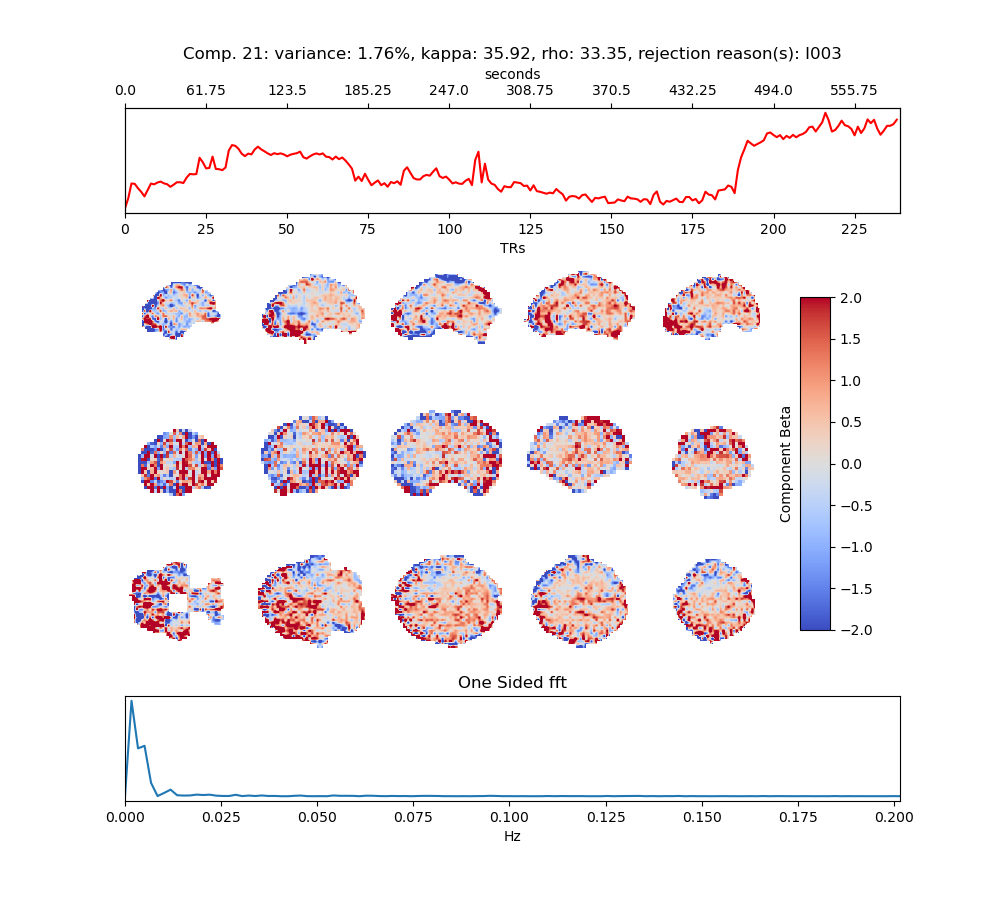 Comp. 21: variance: 1.76%, kappa: 35.92, rho: 33.35, rejection reason(s): I003
seconds
0.0 61.75 123.5 185.25 247.0 308.75 370.5 432.25 494.0 555.75
0 25 50 75 100 125 150 175 200 225
TRs
2.0
1.5
1.0
0.5
0.0
−0.5
−1.0
−1.5
−2.0
Component Beta
One Sided fft
0.000 0.025 0.050 0.075 0.100 0.125 0.150 0.175 0.200
Hz